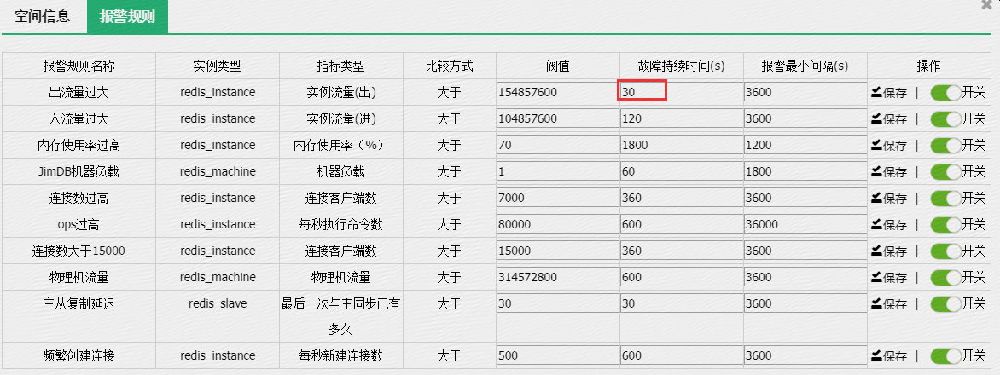 空间信息 报警规则
报警规则名称 实例类型 指标类型 比较方式 阀值 故障持续时间(s) 报警最小间隔(s) 操作
出流量过大 redis_instance 实例流量(出) 大于 154857600 30 3600 保存 | 开关
入流量过大 redis_instance 实例流量(进) 大于 104857600 120 3600 保存 | 开关
内存使用率过高 redis_instance 内存使用率（%） 大于 70 1800 1200 保存 | 开关
JimDB机器负载 redis_machine 机器负载 大于 1 60 1800 保存 | 开关
连接数过高 redis_instance 连接客户端数 大于 7000 360 3600 保存 | 开关
ops过高 redis_instance 每秒执行命令数 大于 80000 600 36000 保存 | 开关
连接数大于15000 redis_instance 连接客户端数 大于 15000 360 3600 保存 | 开关
物理机流量 redis_machine 物理机流量 大于 314572800 600 3600 保存 | 开关
主从复制延迟 redis_slave 最后一次与主同步已有 大于 30 30 3600 保存 | 开关
多久
频繁创建连接 redis_instance 每秒新建连接数 大于 500 600 3600 保存 | 开关